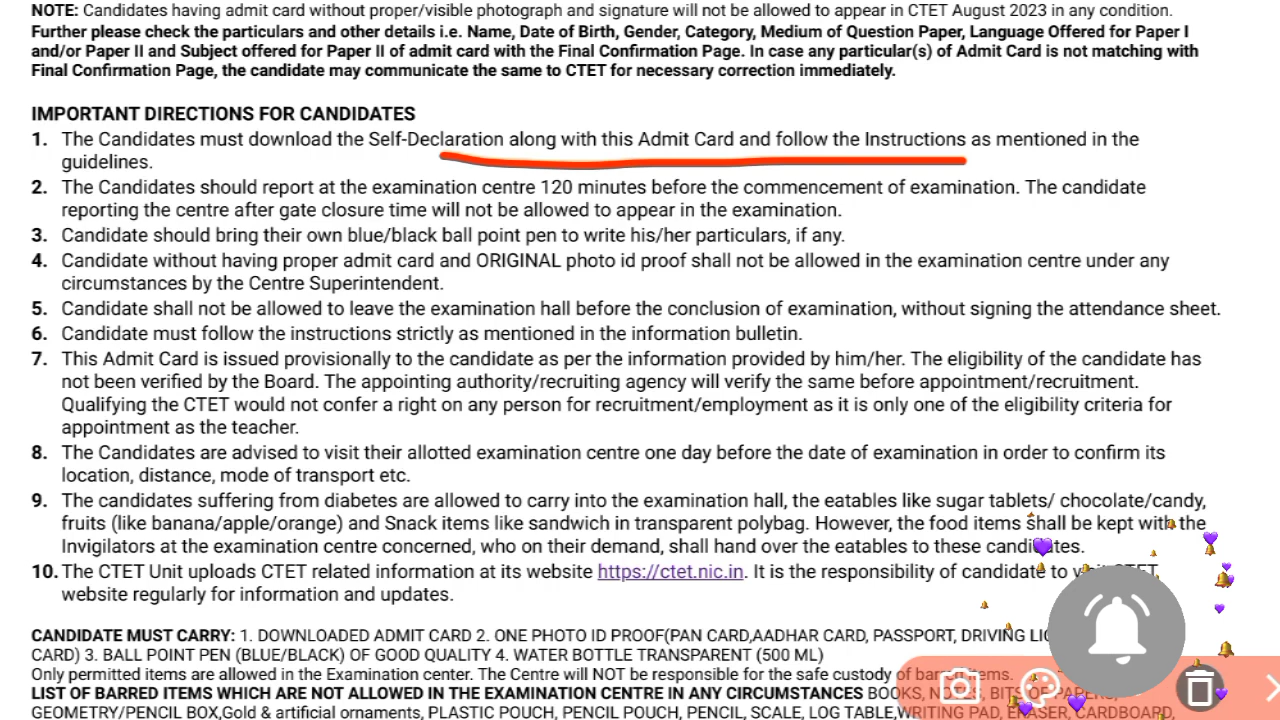 NOTE: Candidates having admit card without proper/visible photograph and signature will not be allowed to appear in CTET August 2023 in any condition.
Further please check the particulars and other details i.e. Name, Date of Birth, Gender, Category, Medium of Question Paper, Language Offered for Paper I
and/or Paper II and Subject offered for Paper II of admit card with the Final Confirmation Page. In case any particular(s) of Admit Card is not matching with
Final Confirmation Page, the candidate may communicate the same to CTET for necessary correction immediately.
IMPORTANT DIRECTIONS FOR CANDIDATES
1. The Candidates must download the Self-Declaration along with this Admit Card and follow the Instructions as mentioned in the
guidelines.
2. The Candidates should report at the examination centre 120 minutes before the commencement of examination. The candidate
reporting the centre after gate closure time will not be allowed to appear in the examination.
3. Candidate should bring their own blue/black ball point pen to write his/her particulars, if any.
4. Candidate without having proper admit card and ORIGINAL photo id proof shall not be allowed in the examination centre under any
circumstances by the Centre Superintendent.
5. Candidate shall not be allowed to leave the examination hall before the conclusion of examination, without signing the attendance sheet.
6. Candidate must follow the instructions strictly as mentioned in the information bulletin.
7. This Admit Card is issued provisionally to the candidate as per the information provided by him/her. The eligibility of the candidate has
not been verified by the Board. The appointing authority/recruiting agency will verify the same before appointment/recruitment.
Qualifying the CTET would not confer a right on any person for recruitment/employment as it is only one of the eligibility criteria for
appointment as the teacher.
8. The Candidates are advised to visit their allotted examination centre one day before the date of examination in order to confirm its
location, distance, mode of transport etc.
9. The candidates suffering from diabetes are allowed to carry into the examination hall, the eatables like sugar tablets/ chocolate/candy,
fruits (like banana/apple/orange) and Snack items like sandwich in transparent polybag. However, the food items shall be kept with the
Invigilators at the examination centre concerned, who on their demand, shall hand over the eatables to these candidates.
10. The CTET Unit uploads CTET related information at its website https://ctet.nic.in. It is the responsibility of candidate to CTET
website regularly for information and updates.
CANDIDATE MUST CARRY: 1. DOWNLOADED ADMIT CARD 2. ONE PHOTO ID PROOF(PAN CARD,AADHAR CARD, PASSPORT, DRIVING
CARD) 3. BALL POINT PEN (BLUE/BLACK) OF GOOD QUALITY 4. WATER BOTTLE TRANSPARENT (500 ML)
Only permitted items are allowed in the Examination center. The Centre will NOT be responsible for the safe custody of barred items.
LIST OF BARRED ITEMS WHICH ARE NOT ALLOWED IN THE EXAMINATION CENTRE IN ANY CIRCUMSTANCES BOOKS, NOTES, BITS OF PAPERS,
GEOMETRY/PENCIL BOX,Gold & artificial ornaments, PLASTIC POUCH, PENCIL POUCH, PENCIL, SCALE, LOG TABLE,WRITING PAD, ERASER, CARDBOARD,